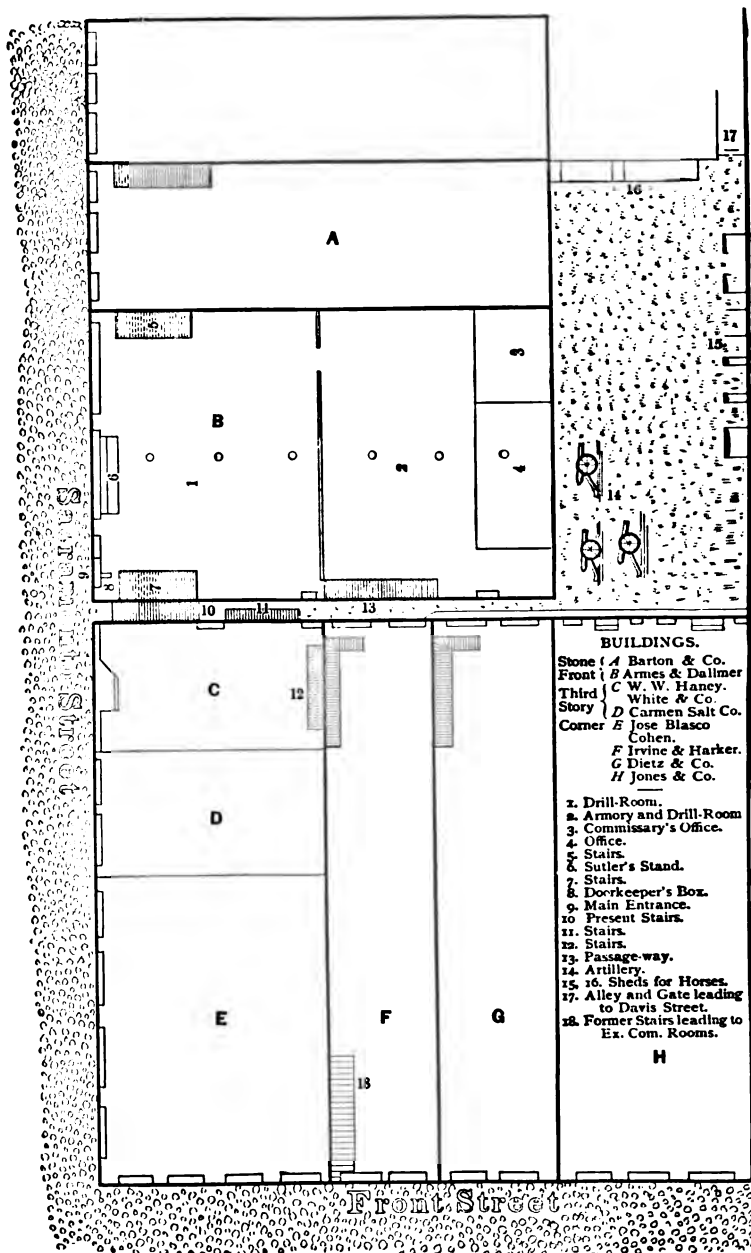 17
16
A
15
5
3
B
6
1
2
4
14
Street
9
8
7
10
11
13
C
12
D
E
F
G
18
BUILDINGS.
Stone { A Barton & Co.
Front { B Armes & Dallmer
Third { C W. W. Haney.
White & Co.
Story { D Carmen Salt Co.
Corner E Jose Blasco
Cohen.
F Irvine & Harker.
G Dietz & Co.
H Jones & Co.
1. Drill-Room.
2. Armory and Drill-Room
3. Commissary's Office.
4. Office.
5. Stairs.
6. Sutler's Stand.
7. Stairs.
8. Doorkeeper's Box.
9. Main Entrance.
10 Present Stairs.
11. Stairs.
12. Stairs.
13. Passage-way.
14. Artillery.
15, 16. Sheds for Horses.
17. Alley and Gate leading
to Davis Street.
18. Former Stairs leading to
Ex. Com. Rooms.
H
Front Street